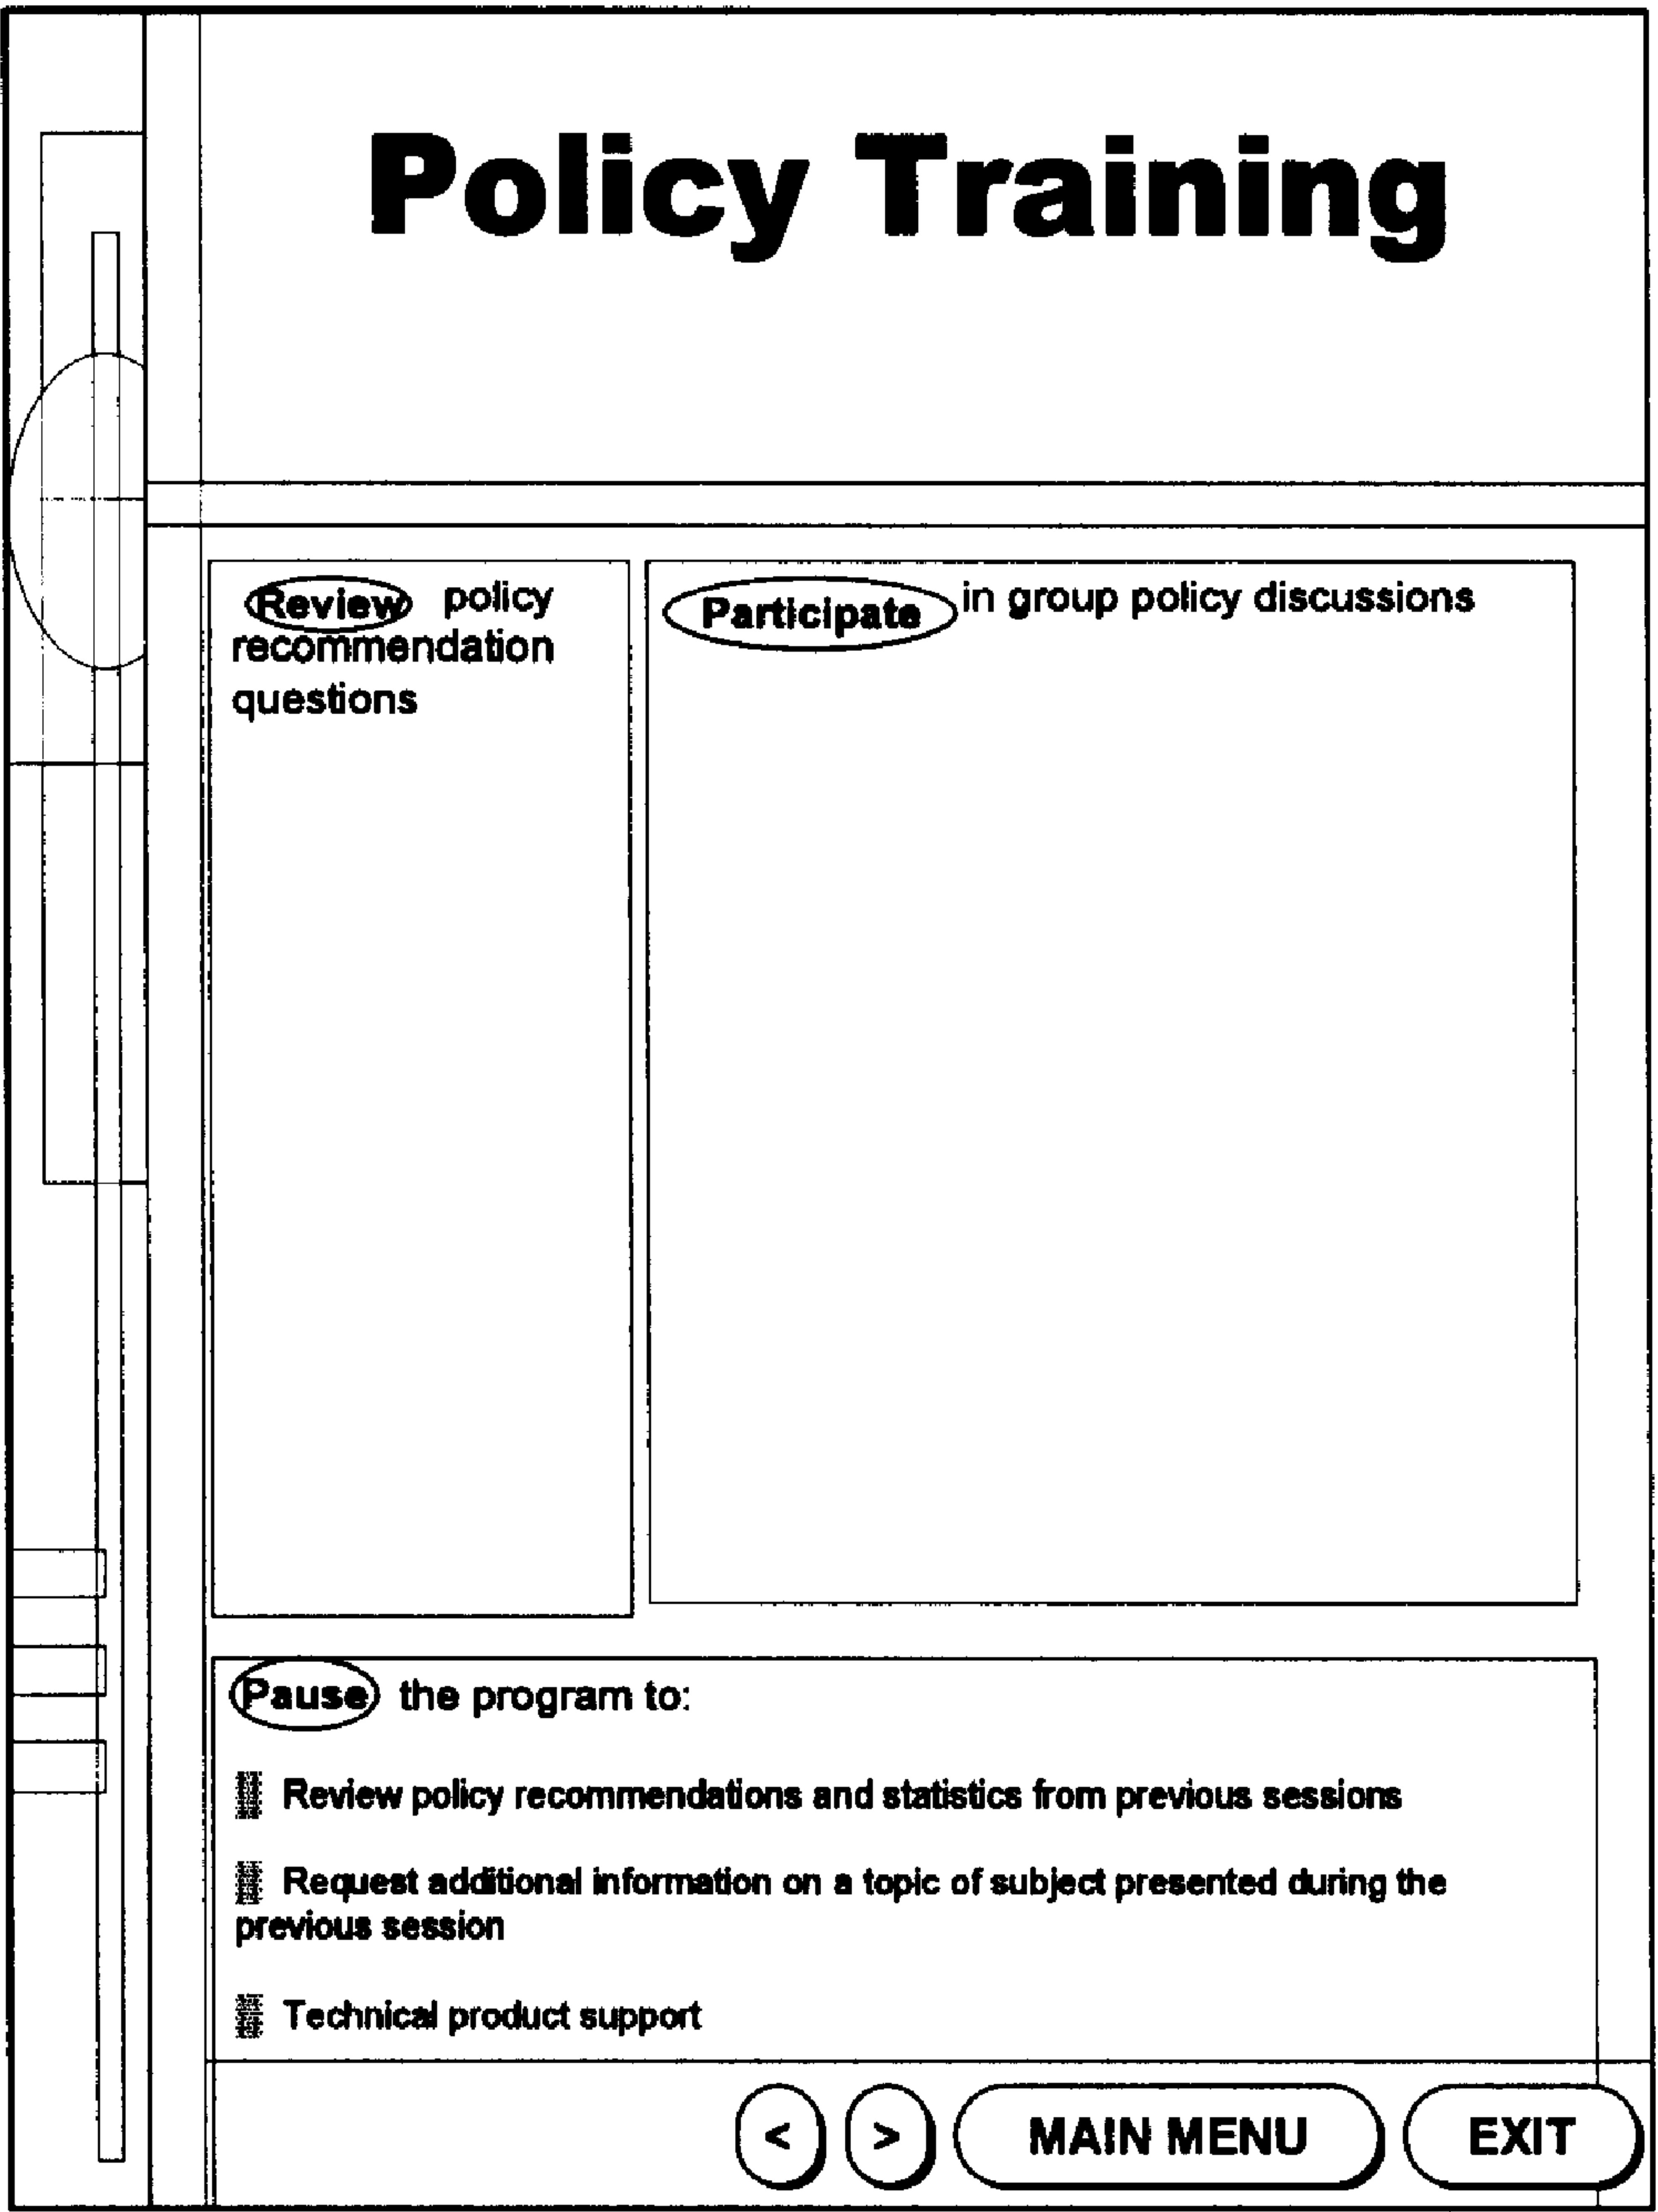 Policy Training
Review policy
recommendation
questions
Participate in group policy discussions
Pause the program to:
Review policy recommendations and statistics from previous sessions
Request additional information on a topic of subject presented during the
previous session
Technical product support
< > MAIN MENU EXIT